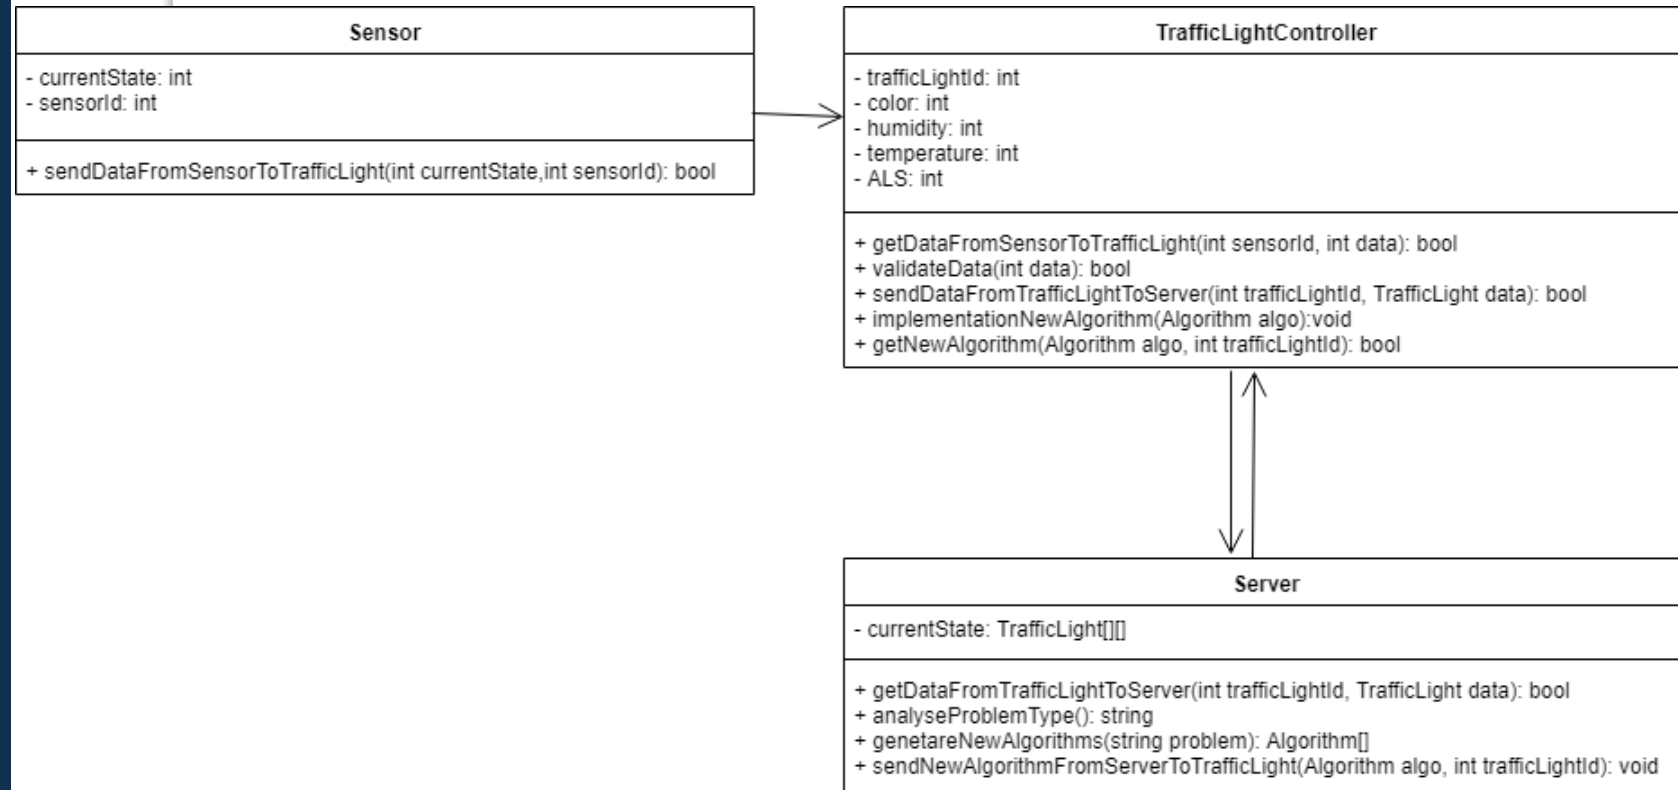 Sensor
- currentState: int
- sensorId: int
+ sendDataFromSensorToTrafficLight(int currentState,int sensorId): bool
TrafficLightController
- trafficLightId: int
- color: int
- humidity: int
- temperature: int
- ALS: int
+ getDataFromSensorToTrafficLight(int sensorId, int data): bool
+ validateData(int data): bool
+ sendDataFromTrafficLightToServer(int trafficLightId, TrafficLight data): bool
+ implementationNewAlgorithm(Algorithm algo):void
+ getNewAlgorithm(Algorithm algo, int trafficLightId): bool
Server
- currentState: TrafficLight[][]
+ getDataFromTrafficLightToServer(int trafficLightId, TrafficLight data): bool
+ analyseProblemType(): string
+ genetareNewAlgorithms(string problem): Algorithm[]
+ sendNewAlgorithmFromServerToTrafficLight(Algorithm algo, int trafficLightId): void